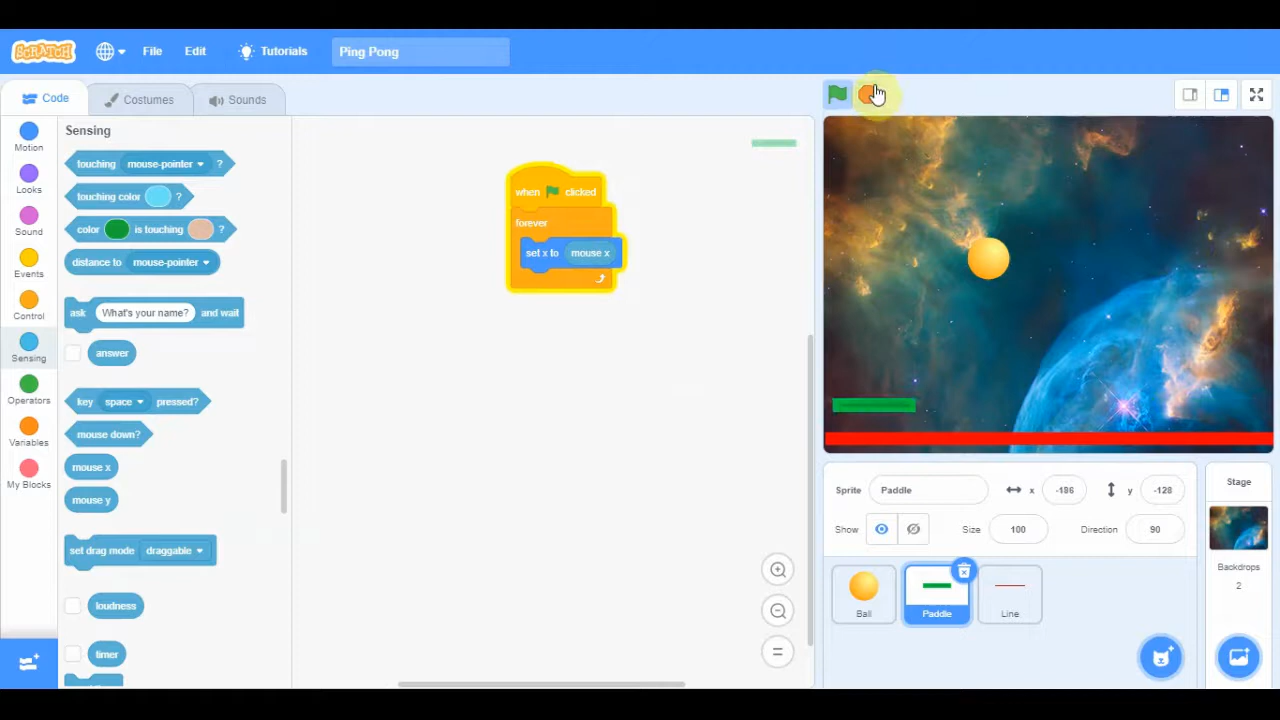 SCRATCH File Edit Tutorials Ping Pong
Code Costumes Sounds
Motion
Looks
Sound
Events
Control
Sensing
Operators
Variables
My Blocks
Sensing
touching mouse-pointer ?
touching color ?
color is touching ?
distance to mouse-pointer
ask What's your name? and wait
answer
key space pressed?
mouse down?
mouse x
mouse y
set drag mode draggable
loudness
timer
when clicked
forever
set x to mouse x
Sprite Paddle x -186 y -128
Show Size 100 Direction 90
Ball Paddle Line
Stage
Backdrops
2